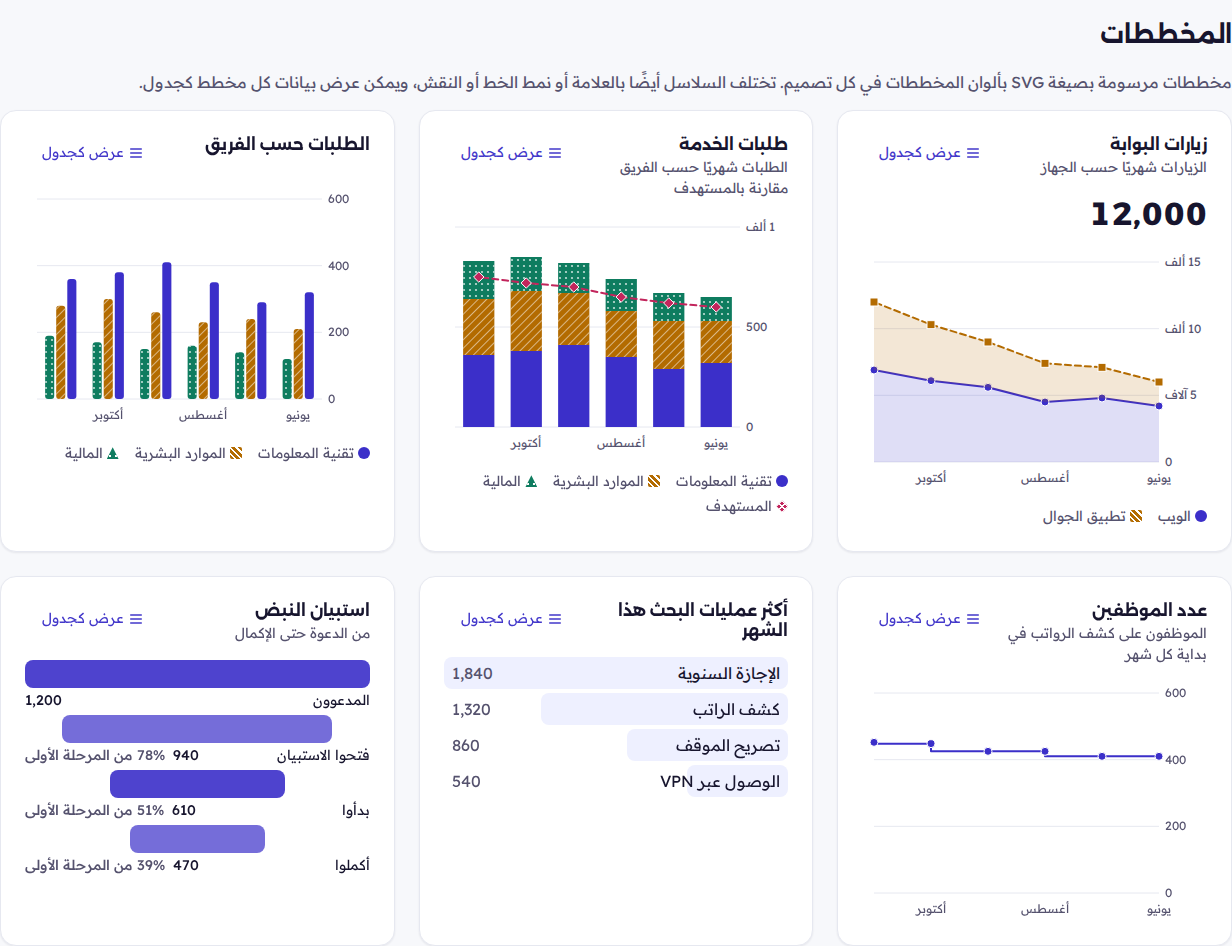 المخططات
مخططات مرسومة بصيغة SVG بألوان المخططات في كل تصميم. تختلف السلاسل أيضًا بالعلامة أو نمط الخط أو النقش، ويمكن عرض بيانات كل مخطط كجدول.
زيارات البوابة
عرض كجدول
الزيارات شهريًا حسب الجهاز
12,000
15 ألف
10 ألف
5 آلاف
0
يونيو
أغسطس
أكتوبر
الويب
تطبيق الجوال
طلبات الخدمة
عرض كجدول
الطلبات شهريًا حسب الفريق
مقارنة بالمستهدف
1 ألف
500
0
يونيو
أغسطس
أكتوبر
تقنية المعلومات
الموارد البشرية
المالية
المستهدف
الطلبات حسب الفريق
عرض كجدول
600
400
200
0
يونيو
أغسطس
أكتوبر
تقنية المعلومات
الموارد البشرية
المالية
عدد الموظفين
عرض كجدول
الموظفون على كشف الرواتب في
بداية كل شهر
600
400
200
0
يونيو
أغسطس
أكتوبر
أكثر عمليات البحث هذا
الشهر
عرض كجدول
الإجازة السنوية 1,840
كشف الراتب 1,320
تصريح الموقف 860
الوصول عبر VPN 540
استبيان النبض
عرض كجدول
من الدعوة حتى الإكمال
المدعوون 1,200
فتحوا الاستبيان 940 78% من المرحلة الأولى
بدأوا 610 51% من المرحلة الأولى
أكملوا 470 39% من المرحلة الأولى